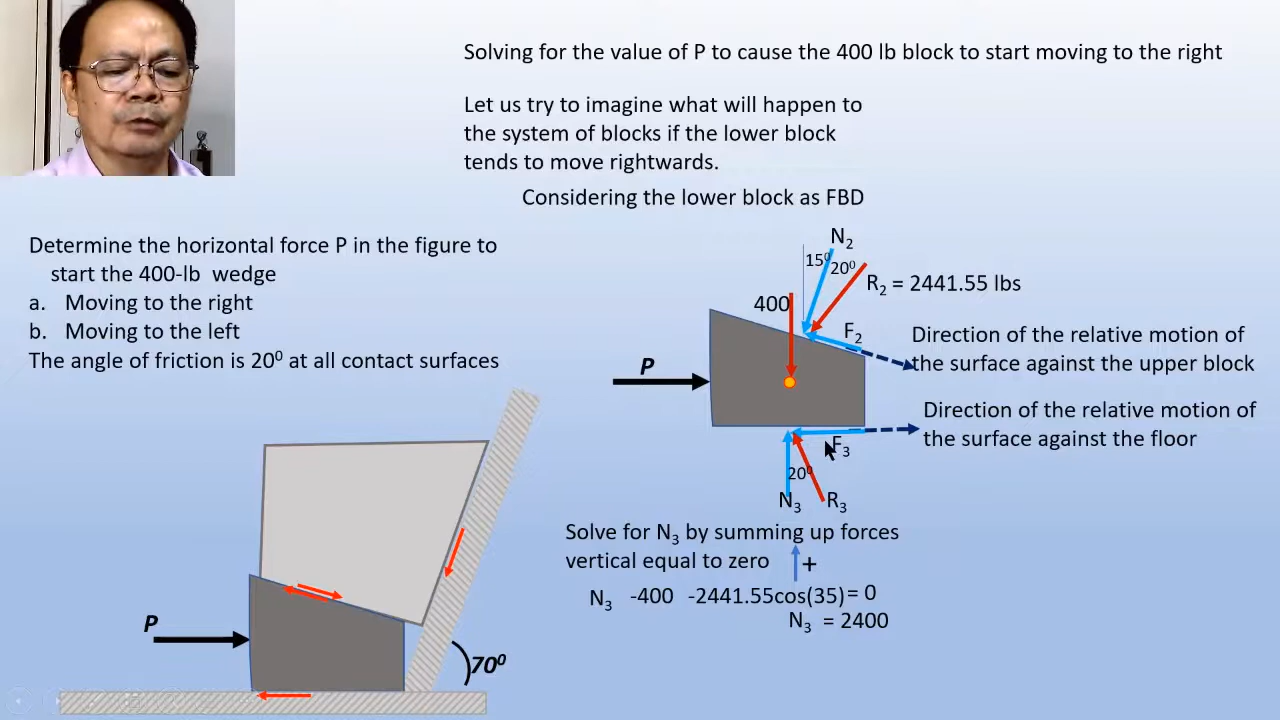 Solving for the value of P to cause the 400 lb block to start moving to the right
Let us try to imagine what will happen to
the system of blocks if the lower block
tends to move rightwards.
Considering the lower block as FBD
Determine the horizontal force P in the figure to
start the 400-lb wedge
a. Moving to the right
b. Moving to the left
The angle of friction is 20⁰ at all contact surfaces
N₂
15⁰
20⁰
R₂ = 2441.55 lbs
400
F₂
Direction of the relative motion of
the surface against the upper block
P
Direction of the relative motion of
the surface against the floor
F₃
20⁰
N₃
R₃
Solve for N₃ by summing up forces
vertical equal to zero
+
N₃ -400 -2441.55cos(35) = 0
N₃ = 2400
P
70⁰